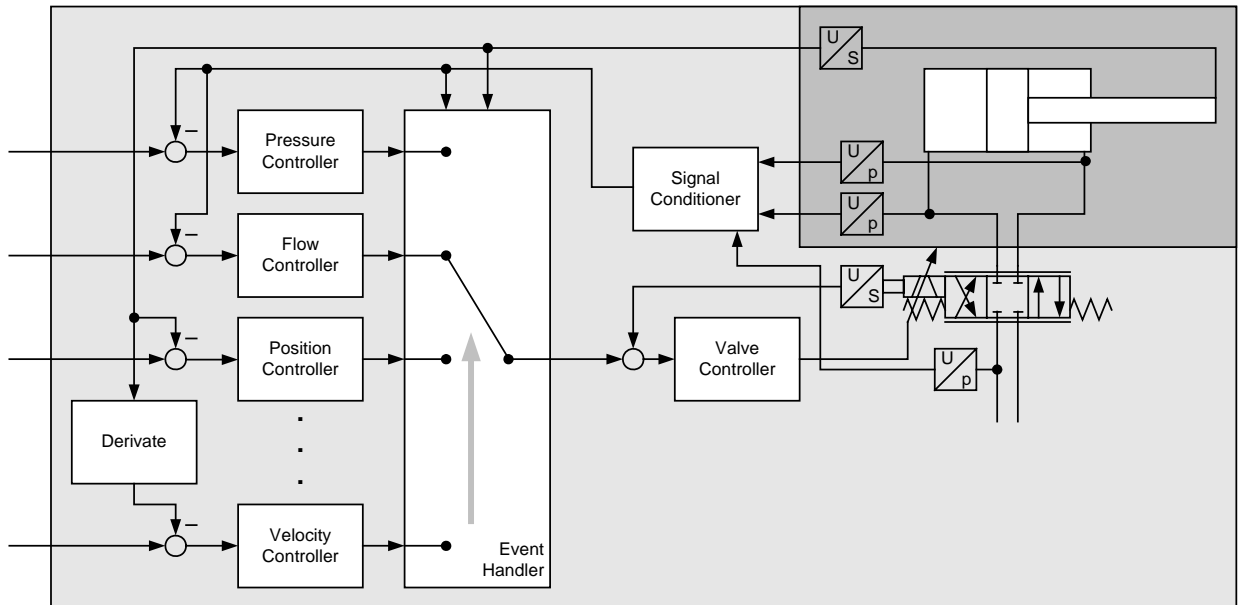 U
S
Pressure
Controller
U
p
Signal
Conditioner
U
p
Flow
Controller
U
S
Position
Controller
Valve
Controller
U
p
Derivate
Velocity
Controller
Event
Handler